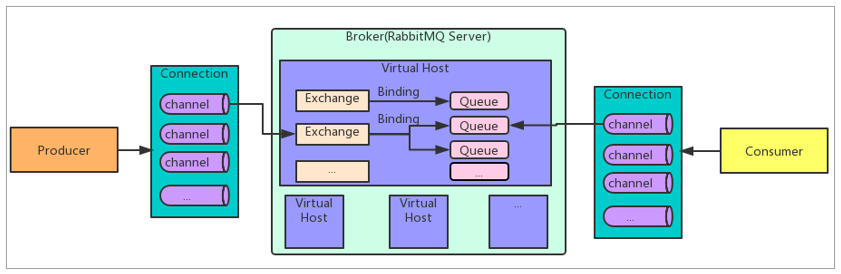 Broker(RabbitMQ Server)
Connection
channel
channel
channel
...
Producer
Virtual Host
Exchange
Binding
Queue
Exchange
Binding
Queue
Queue
...
...
Virtual
Host
Virtual
Host
...
Connection
channel
channel
channel
...
Consumer